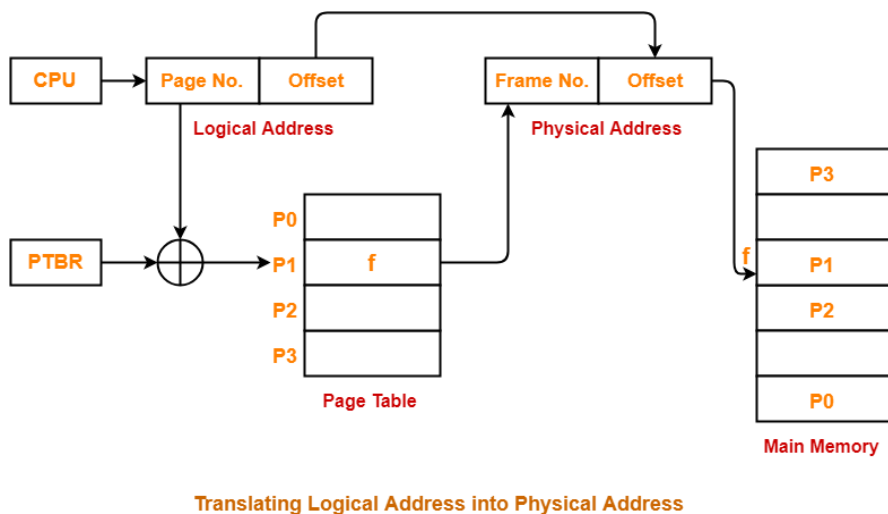 CPU
Page No.
Offset
Frame No.
Offset
Logical Address
Physical Address
P3
P0
PTBR
P1
f
f
P1
P2
P2
P3
P0
Page Table
Main Memory
Translating Logical Address into Physical Address